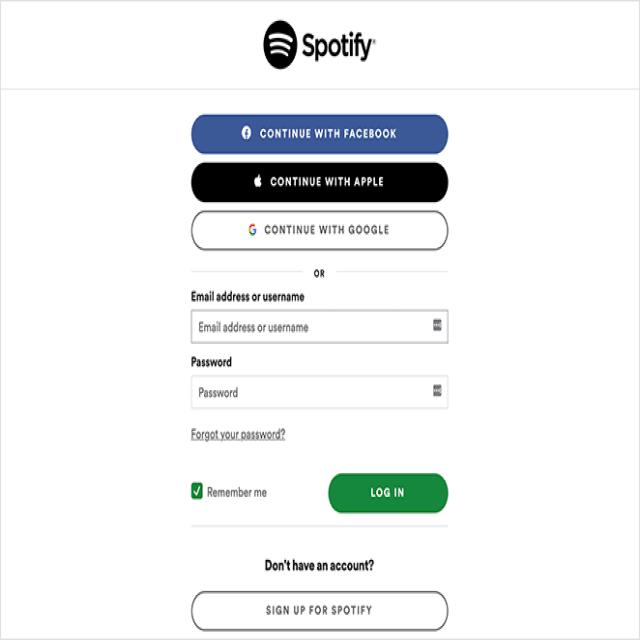 Spotify®
CONTINUE WITH FACEBOOK
CONTINUE WITH APPLE
CONTINUE WITH GOOGLE
OR
Email address or username
Email address or username
Password
Password
Forgot your password?
Remember me
LOG IN
Don't have an account?
SIGN UP FOR SPOTIFY